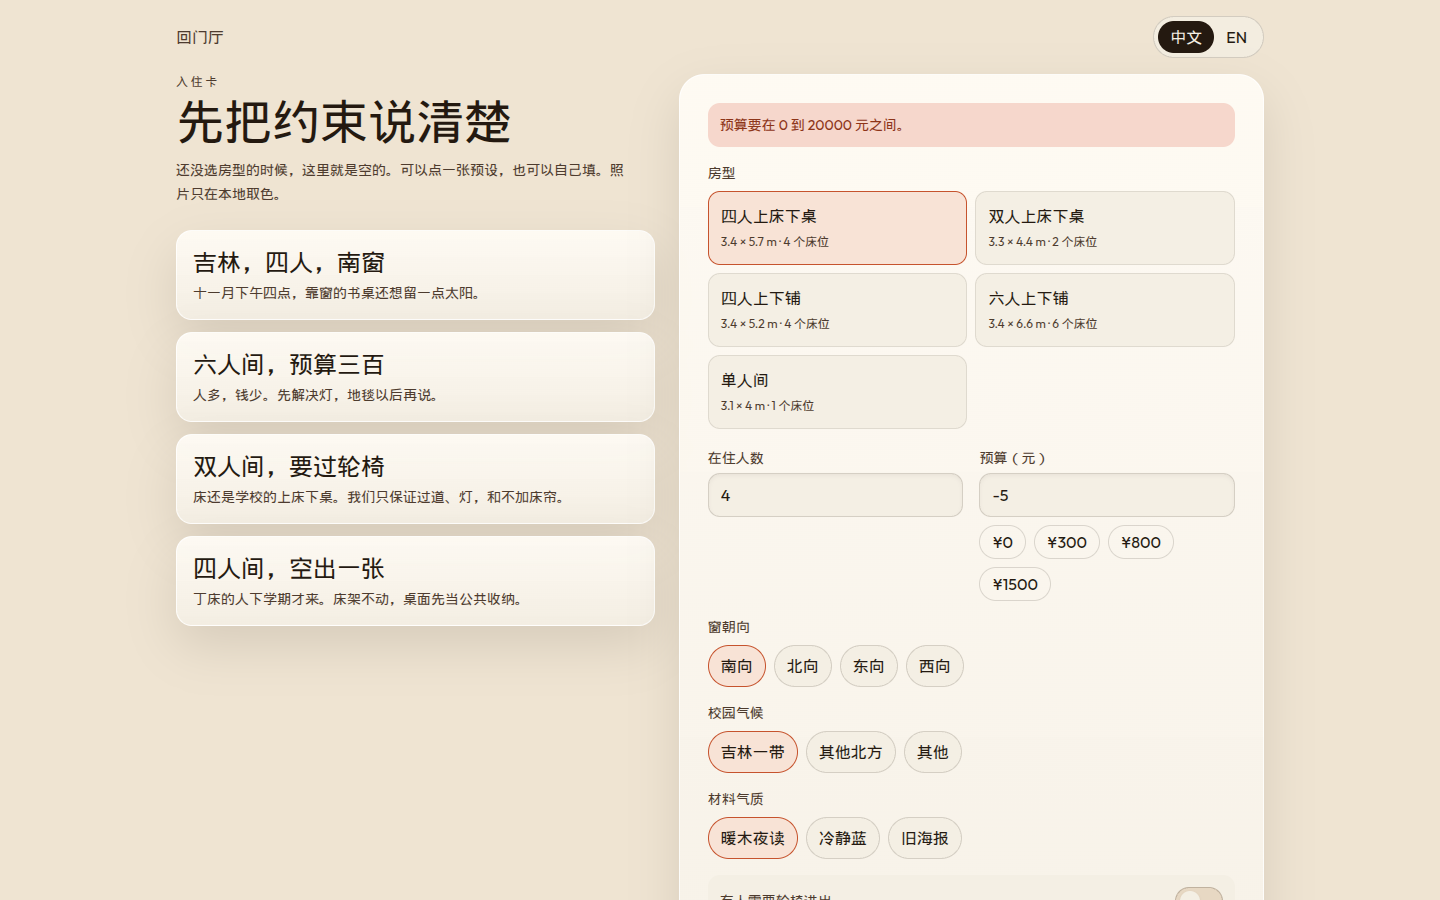 回门厅
中文 EN
入住卡
先把约束说清楚
还没选房型的时候，这里就是空的。可以点一张预设，也可以自己填。照
片只在本地取色。
吉林，四人，南窗
十一月下午四点，靠窗的书桌还想留一点太阳。
六人间，预算三百
人多，钱少。先解决灯，地毯以后再说。
双人间，要过轮椅
床还是学校的上床下桌。我们只保证过道、灯，和不加床帘。
四人间，空出一张
丁床的人下学期才来。床架不动，桌面先当公共收纳。
预算要在 0 到 20000 元之间。
房型
四人上床下桌
3.4 × 5.7 m · 4 个床位
双人上床下桌
3.3 × 4.4 m · 2 个床位
四人上下铺
3.4 × 5.2 m · 4 个床位
六人上下铺
3.4 × 6.6 m · 6 个床位
单人间
3.1 × 4 m · 1 个床位
在住人数
4
预算（元）
-5
¥0 ¥300 ¥800
¥1500
窗朝向
南向 北向 东向 西向
校园气候
吉林一带 其他北方 其他
材料气质
暖木夜读 冷静蓝 旧海报